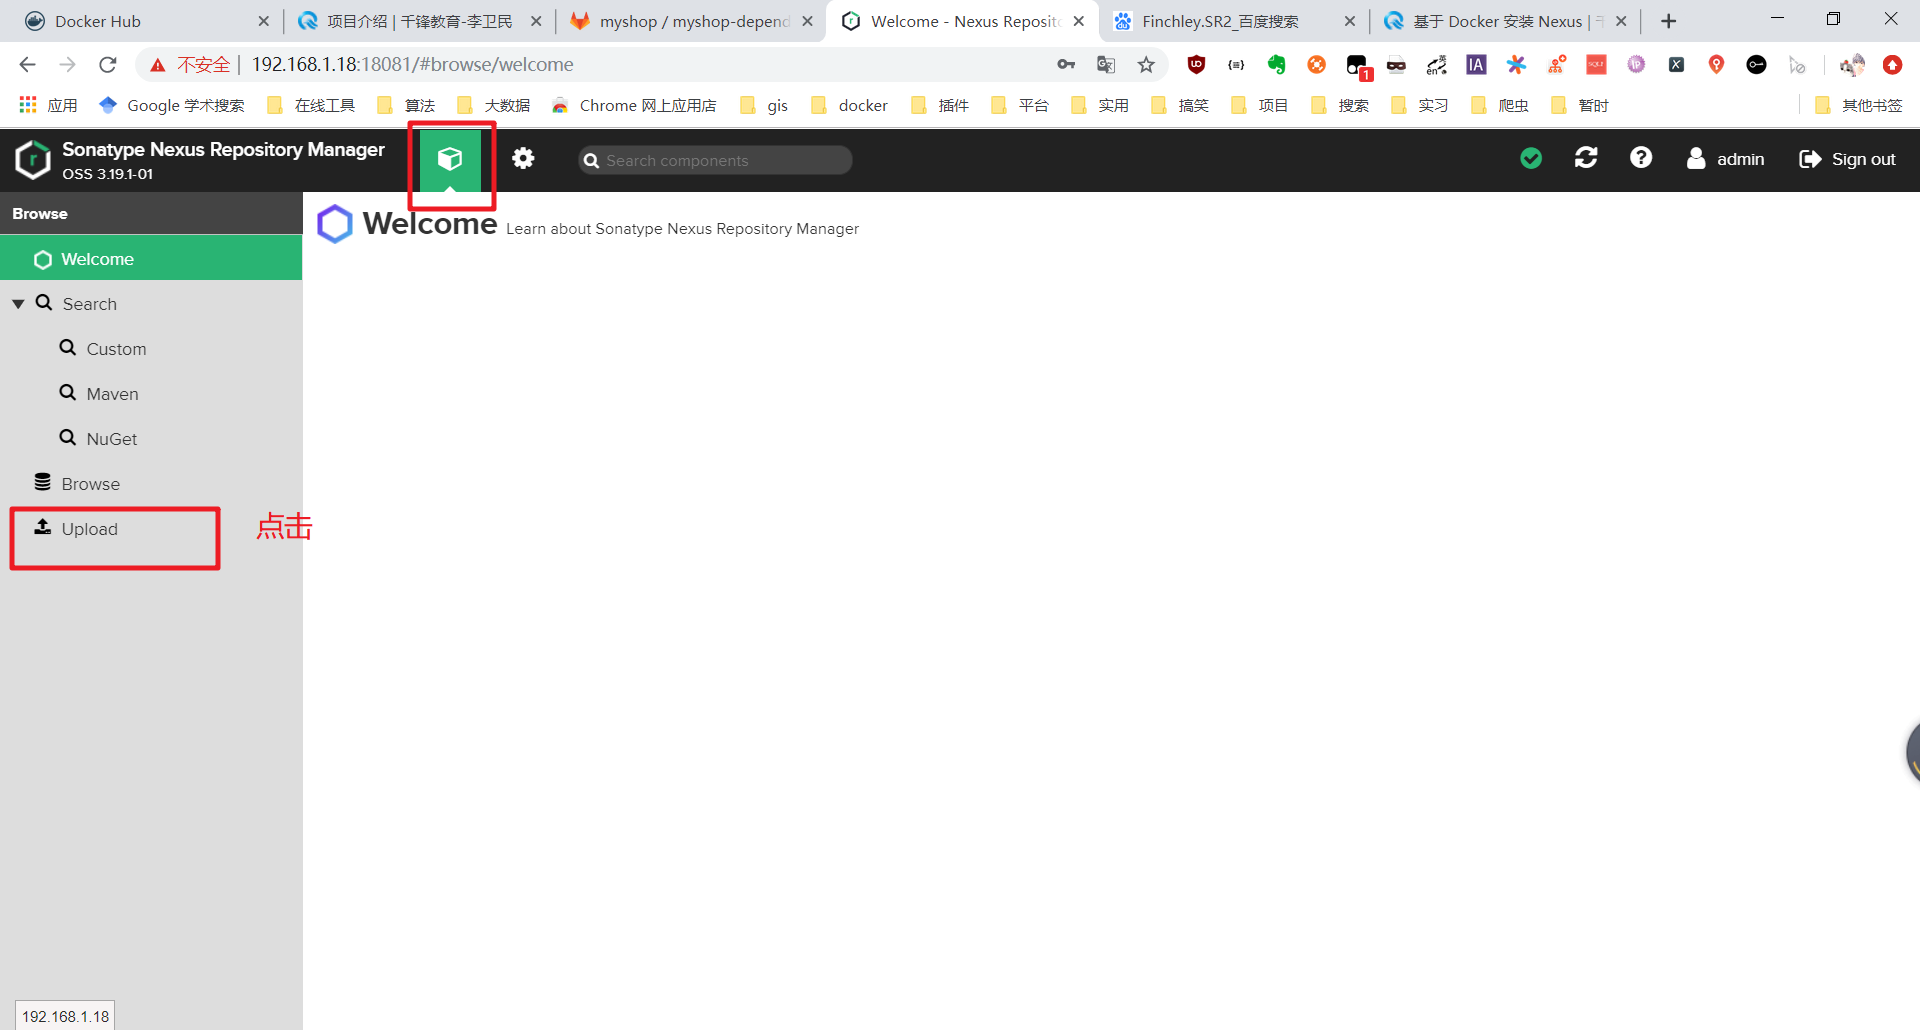 Docker Hub
项目介绍 | 千锋教育-李卫民
myshop / myshop-depend
Welcome - Nexus Reposito
Finchley.SR2_百度搜索
基于 Docker 安装 Nexus |
不安全 | 192.168.1.18:18081/#browse/welcome
应用
Google 学术搜索
在线工具
算法
大数据
Chrome 网上应用店
gis
docker
插件
平台
实用
搞笑
项目
搜索
实习
爬虫
暂时
其他书签
Sonatype Nexus Repository Manager
OSS 3.19.1-01
Search components
admin
Sign out
Browse
Welcome
Search
Custom
Maven
NuGet
Browse
Upload
点击
Welcome Learn about Sonatype Nexus Repository Manager
192.168.1.18